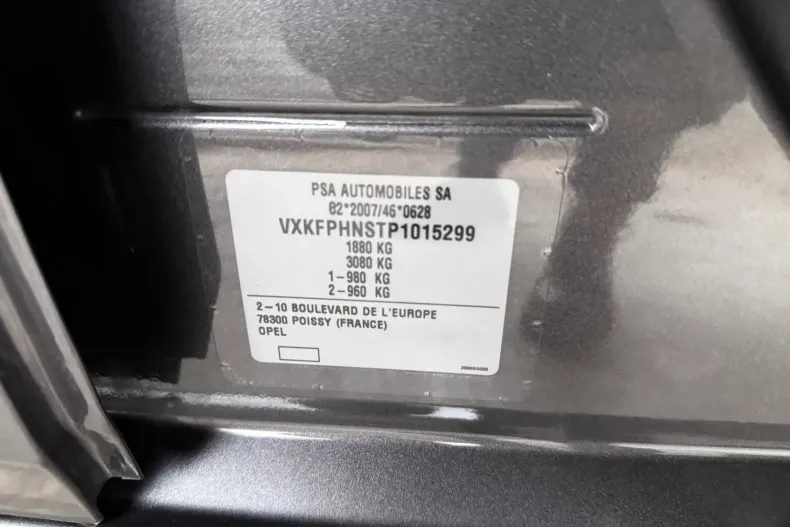 PSA AUTOMOBILES SA
02*2007/46*0628
VXKFPHNSTP1015299
1880 KG
3080 KG
1-980 KG
2-960 KG
2-10 BOULEVARD DE L'EUROPE
78300 POISSY (FRANCE)
OPEL